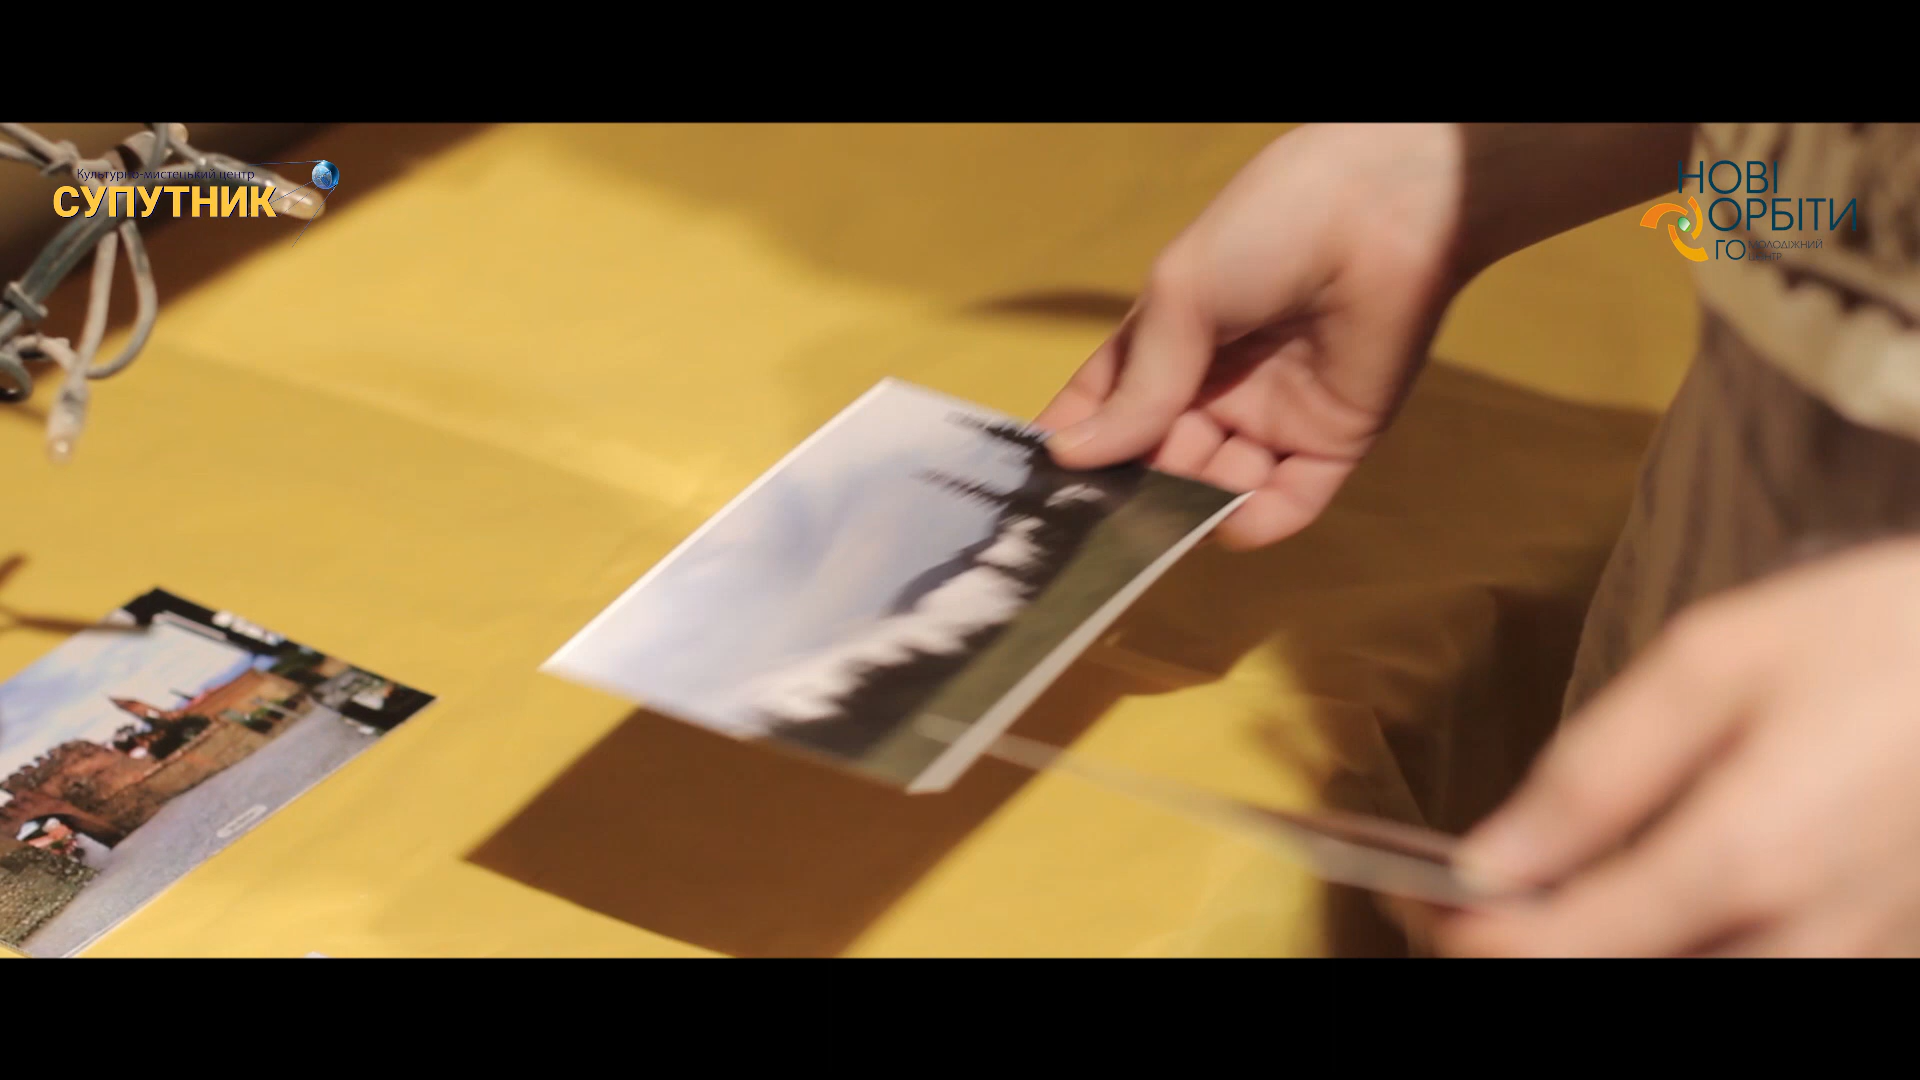 Культурно-мистецький центр
СУПУТНИК
НОВІ
ОРБІТИ
ГО МОЛОДІЖНИЙ
ЦЕНТР